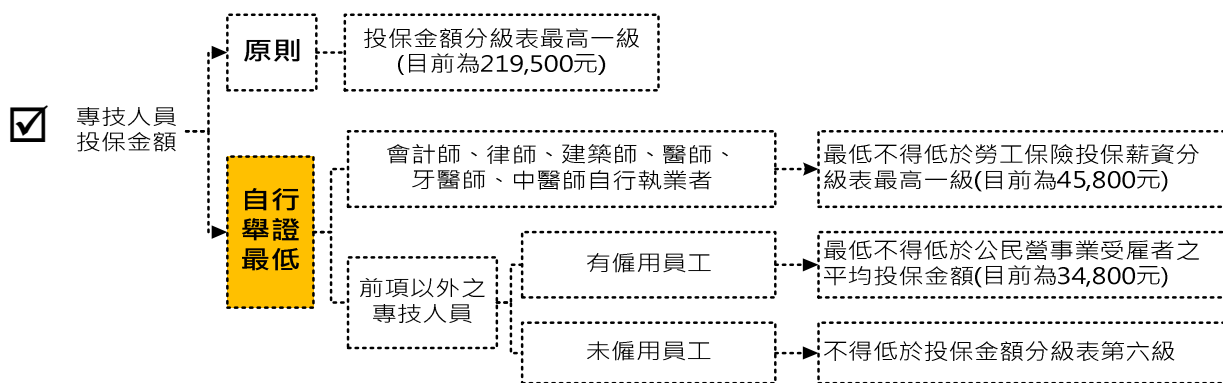 專技人員
投保金額
原則
投保金額分級表最高一級
(目前為219,500元)
自行
舉證
最低
會計師、律師、建築師、醫師、
牙醫師、中醫師自行執業者
最低不得低於勞工保險投保薪資分
級表最高一級(目前為45,800元)
前項以外之
專技人員
有僱用員工
最低不得低於公民營事業受雇者之
平均投保金額(目前為34,800元)
未僱用員工
不得低於投保金額分級表第六級